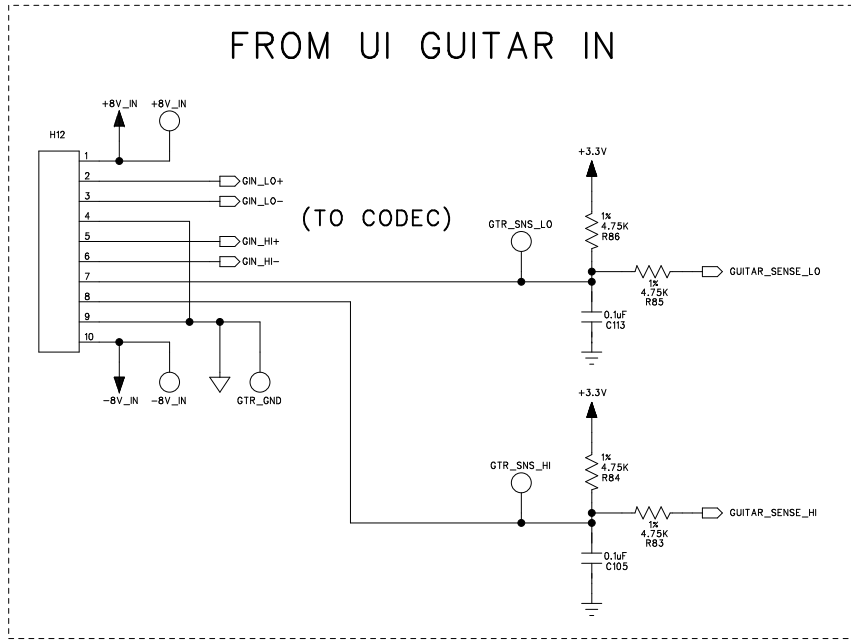 FROM UI GUITAR IN
+8V_IN +8V_IN
H12
1
2 GIN_LO+
3 GIN_LO-
4
5 GIN_HI+
6 GIN_HI-
7
8
9
10
(TO CODEC)
-8V_IN -8V_IN GTR_GND
+3.3V
GTR_SNS_LO
1%
4.75K
R86
GUITAR_SENSE_LO
1%
4.75K
R85
0.1uF
C113
+3.3V
GTR_SNS_HI
1%
4.75K
R84
GUITAR_SENSE_HI
1%
4.75K
R83
0.1uF
C105